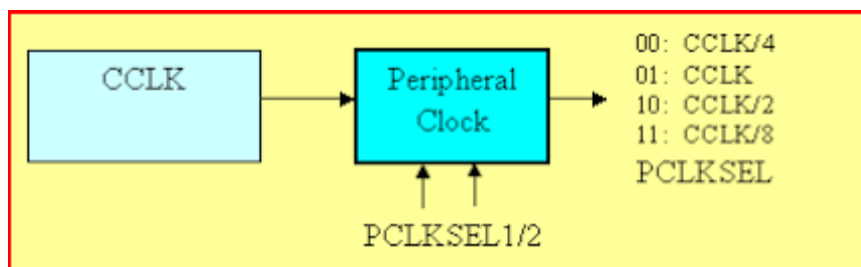 CCLK
Peripheral
Clock
PCLKSEL1/2
00: CCLK/4
01: CCLK
10: CCLK/2
11: CCLK/8
PCLKSEL